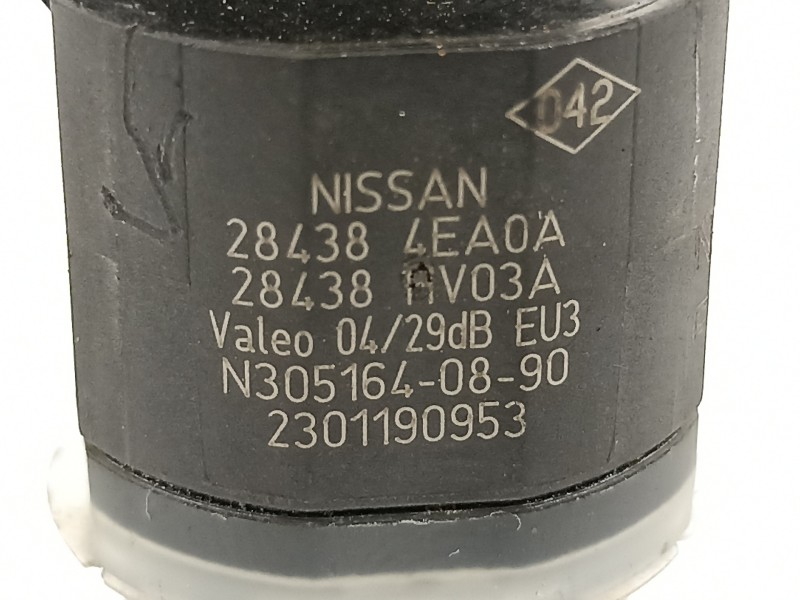 042
NISSAN
28438 4EA0A
28438 HV03A
Valeo 04/29dB EU3
N305164-08-90
2301190953